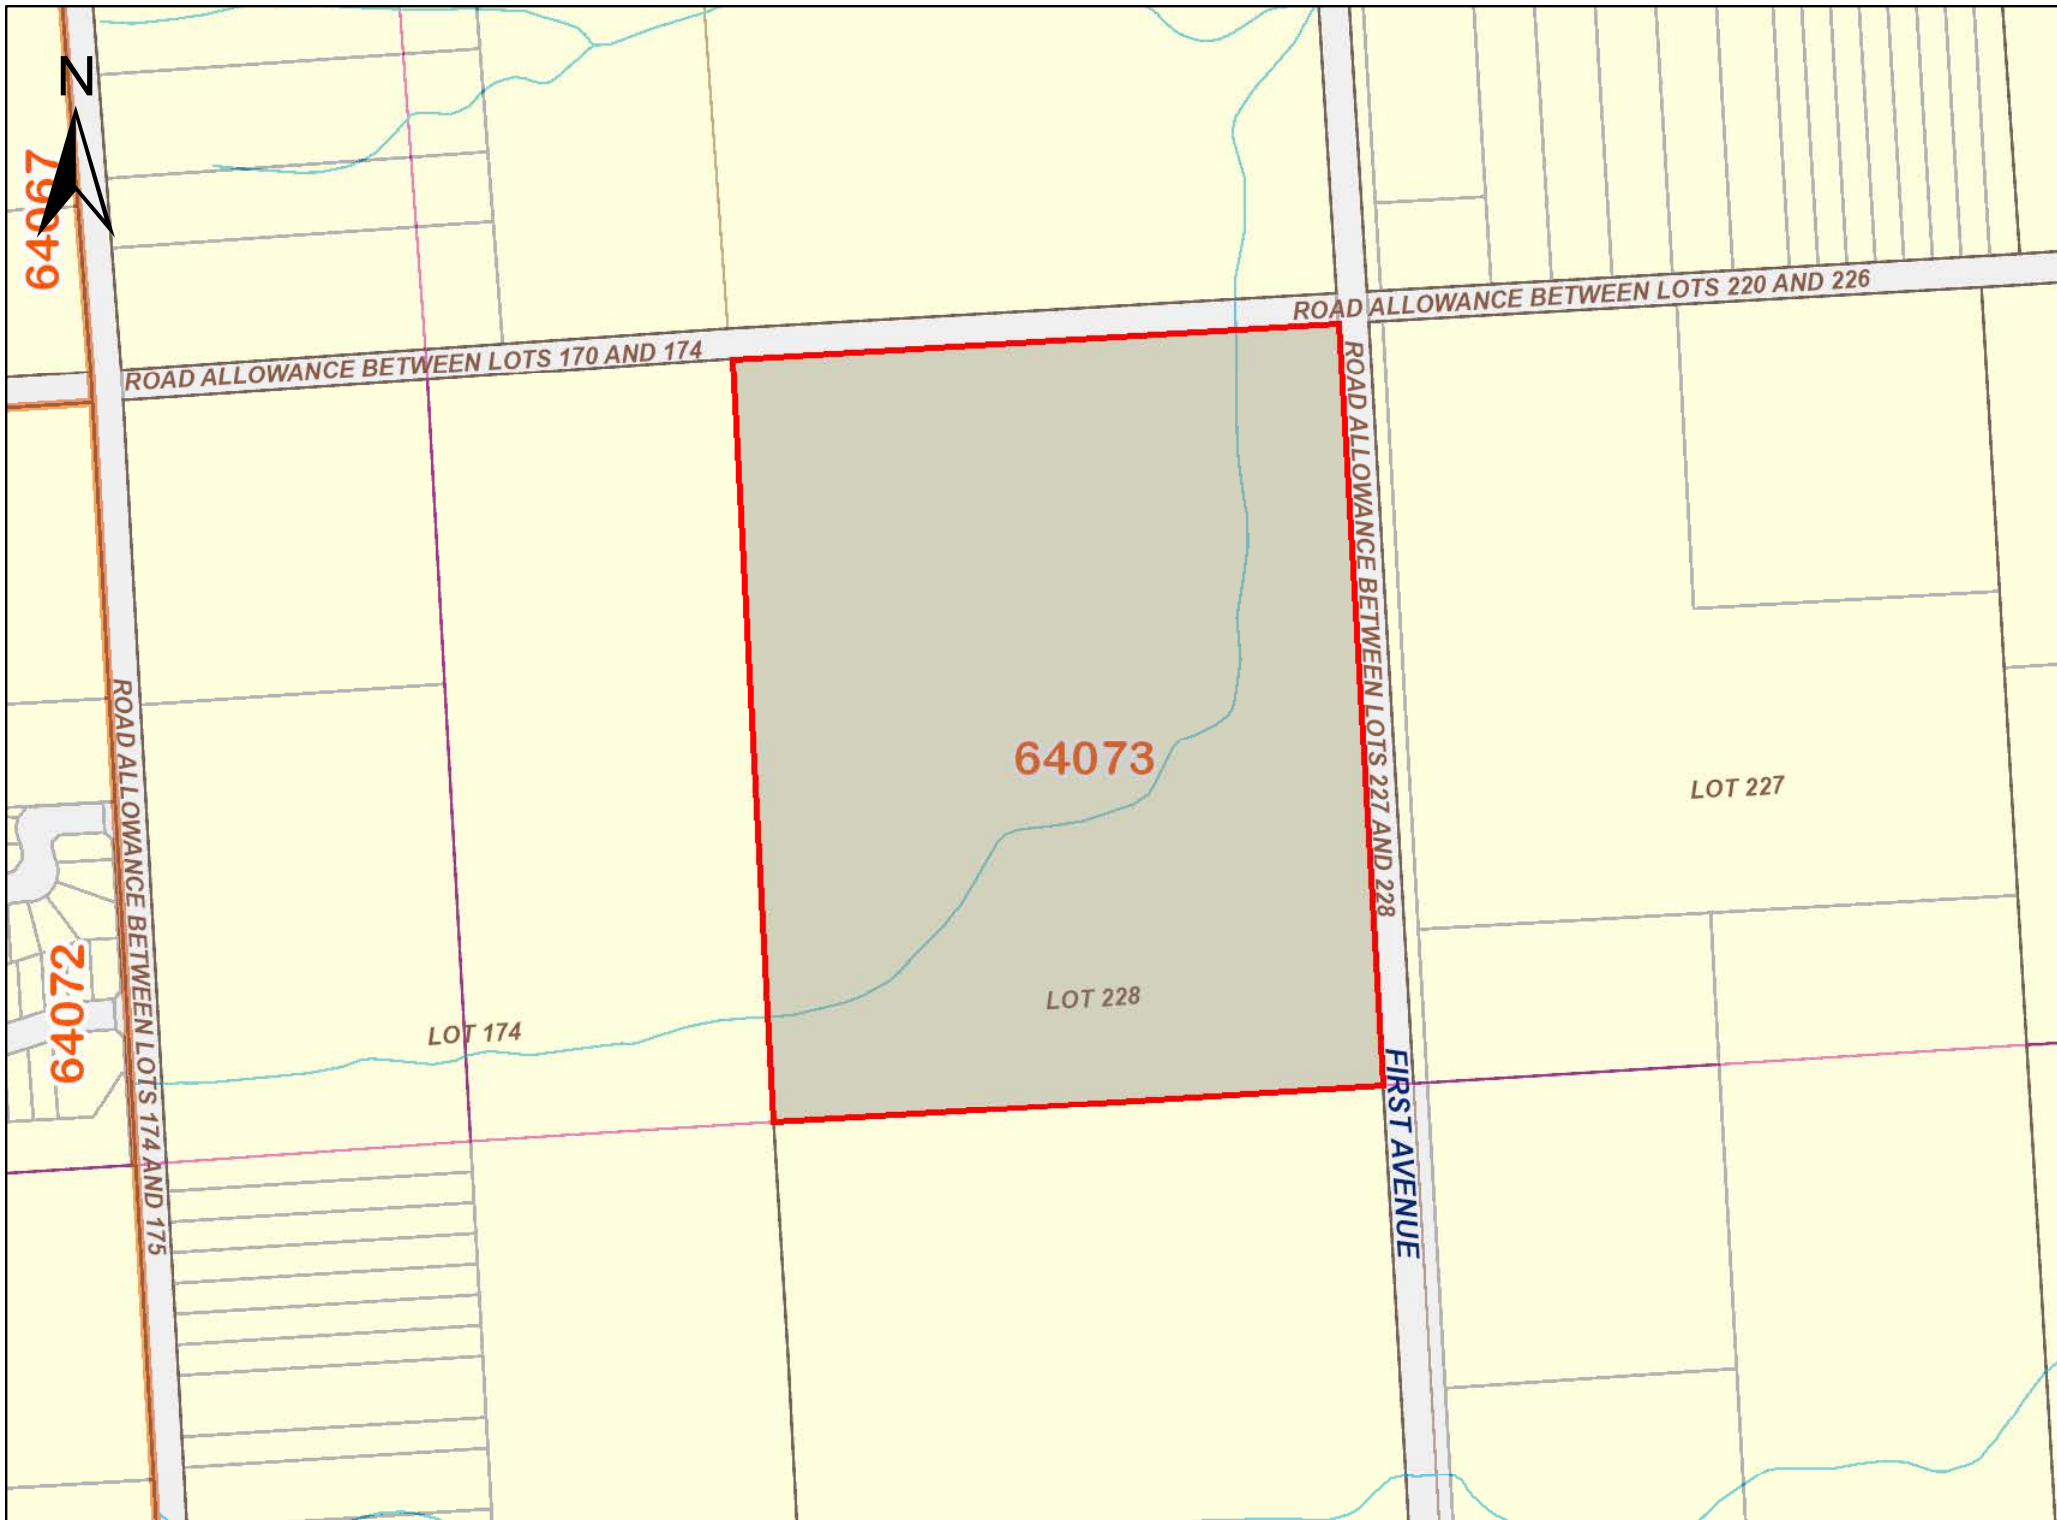 N
64067
ROAD ALLOWANCE BETWEEN LOTS 220 AND 226
ROAD ALLOWANCE BETWEEN LOTS 170 AND 174
ROAD ALLOWANCE BETWEEN LOTS 227 AND 228
64073
LOT 227
ROAD ALLOWANCE BETWEEN LOTS 174 AND 175
64072
LOT 228
LOT 174
FIRST AVENUE